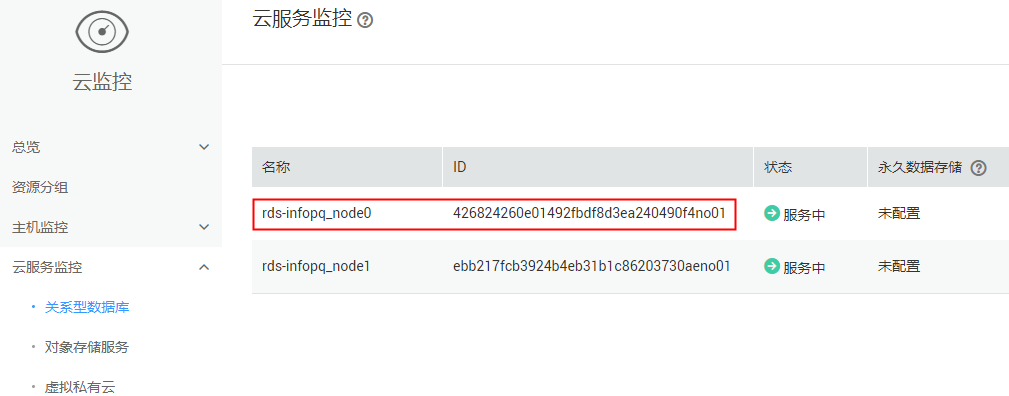 云监控
总览
资源分组
主机监控
云服务监控
关系型数据库
对象存储服务
虚拟私有云
云服务监控 ?
名称 ID 状态 永久数据存储 ?
rds-infopq_node0 426824260e01492fbdf8d3ea240490f4no01 服务中 未配置
rds-infopq_node1 ebb217fcb3924b4eb31b1c86203730aeno01 服务中 未配置